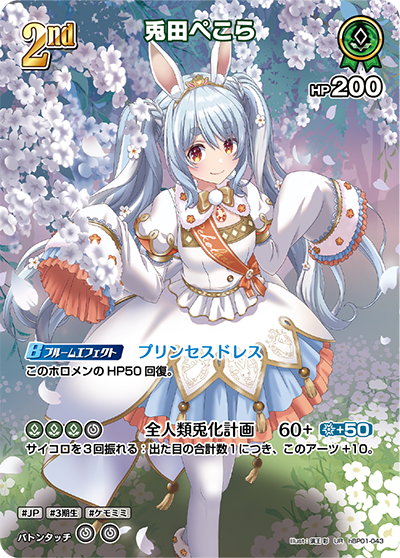 2nd
兎田ぺこら
HP200
Bブルームエフェクト プリンセスドレス
このホロメンのHP50回復。
全人類兎化計画 60+ +50
サイコロを3回振れる：出た目の合計数1につき、このアーツ+10。
#JP #3期生 #ケモミミ
バトンタッチ
UR hBP01-043